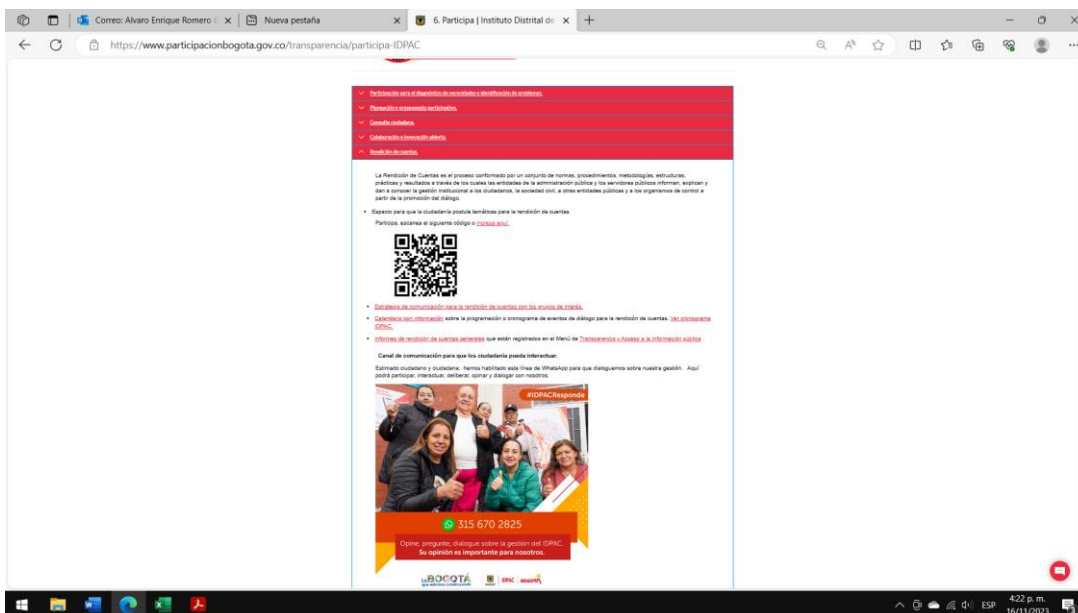 Correo: Alvaro Enrique Romero
Nueva pestaña
6. Participa | Instituto Distrital de
https://www.participacionbogota.gov.co/transparencia/participa-IDPAC
Participación para el diagnóstico de necesidades e identificación de problemas.
Planeación y presupuesto participativo.
Consulta ciudadana.
Colaboración e innovación abierta.
Rendición de cuentas.
La Rendición de Cuentas es el proceso conformado por un conjunto de normas, procedimientos, metodologías, estructuras,
prácticas y resultados a través de los cuales las entidades de la administración pública y los servidores públicos informan, explican y
dan a conocer la gestión institucional a los ciudadanos, la sociedad civil, a otras entidades públicas y a los organismos de control a
partir de la promoción del diálogo.
Espacio para que la ciudadanía postule temáticas para la rendición de cuentas
Participa, escanea el siguiente código o ingresa aquí.
Estrategia de comunicación para la rendición de cuentas con los grupos de interés.
Calendario con información sobre la programación o cronograma de eventos de diálogo para la rendición de cuentas. Ver cronograma
IDPAC.
Informes de rendición de cuentas generales que están registrados en el Menú de Transparencia y Acceso a la información pública
Canal de comunicación para que los ciudadanía pueda interactuar.
Estimado ciudadano y ciudadana: hemos habilitado esta línea de WhatsApp para que dialoguemos sobre nuestra gestión. Aquí
podrá participar, interactuar, deliberar, opinar y dialogar con nosotros.
#IDPACResponde
315 670 2825
Opine, pregunte, dialogue sobre la gestión del IDPAC.
Su opinión es importante para nosotros.
La BOGOTÁ
que estamos construyendo
IDPAC
BOGOTÁ
ESP
4:22 p. m.
16/11/2023